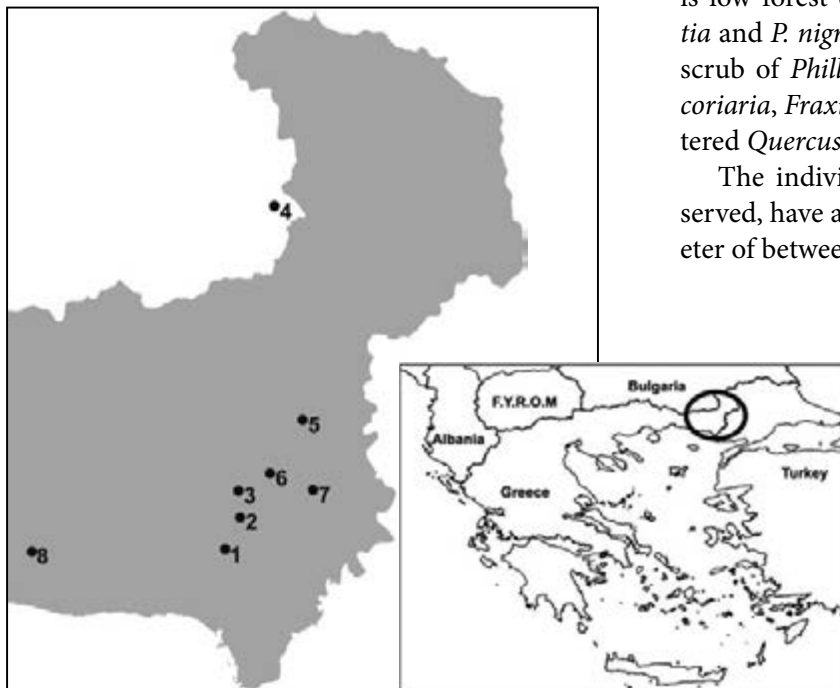 is low forest
tia and P. nigr
scrub of Phill
coriaria, Frax
tered Quercus
The indivi
served, have a
eter of betwee
4
5
6
3
7
2
1
8
Bulgaria
F.Y.R.O.M
Albania
Greece
Turkey